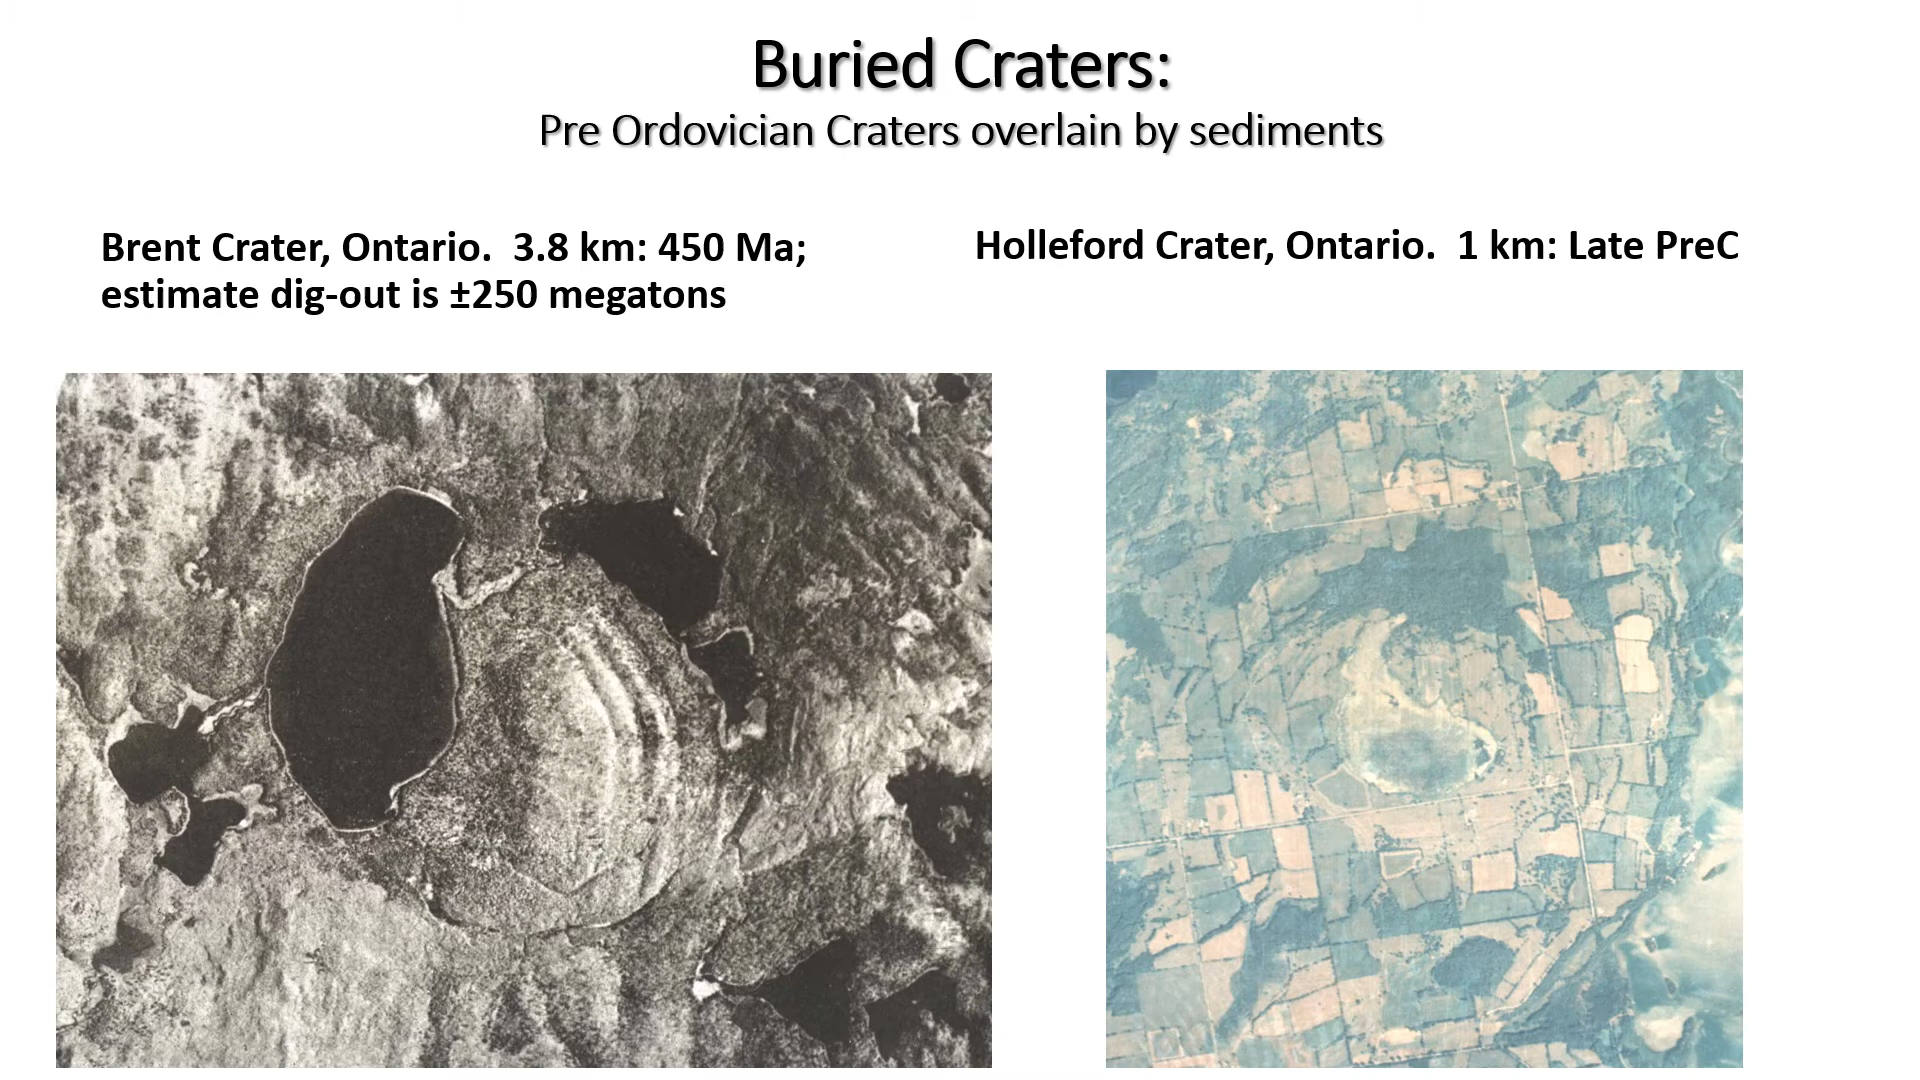 Buried Craters:
Pre Ordovician Craters overlain by sediments
Brent Crater, Ontario.  3.8 km: 450 Ma;
estimate dig-out is ±250 megatons
Holleford Crater, Ontario.  1 km: Late PreC